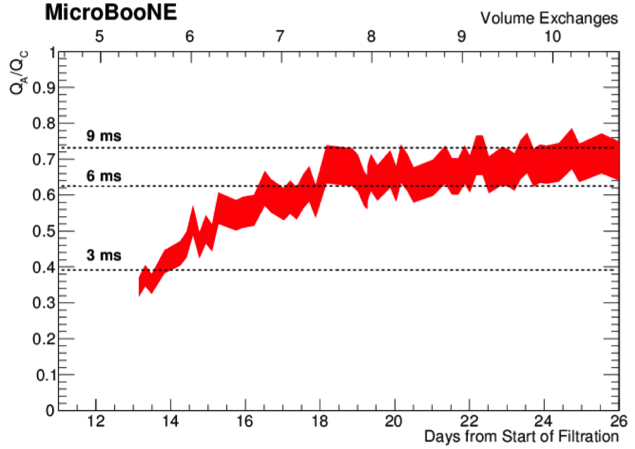 MicroBooNE
Volume Exchanges
5 6 7 8 9 10
Q_A/Q_C
1
0.9
0.8
9 ms
0.7
6 ms
0.6
0.5
3 ms
0.4
0.3
0.2
0.1
0
12 14 16 18 20 22 24 26
Days from Start of Filtration